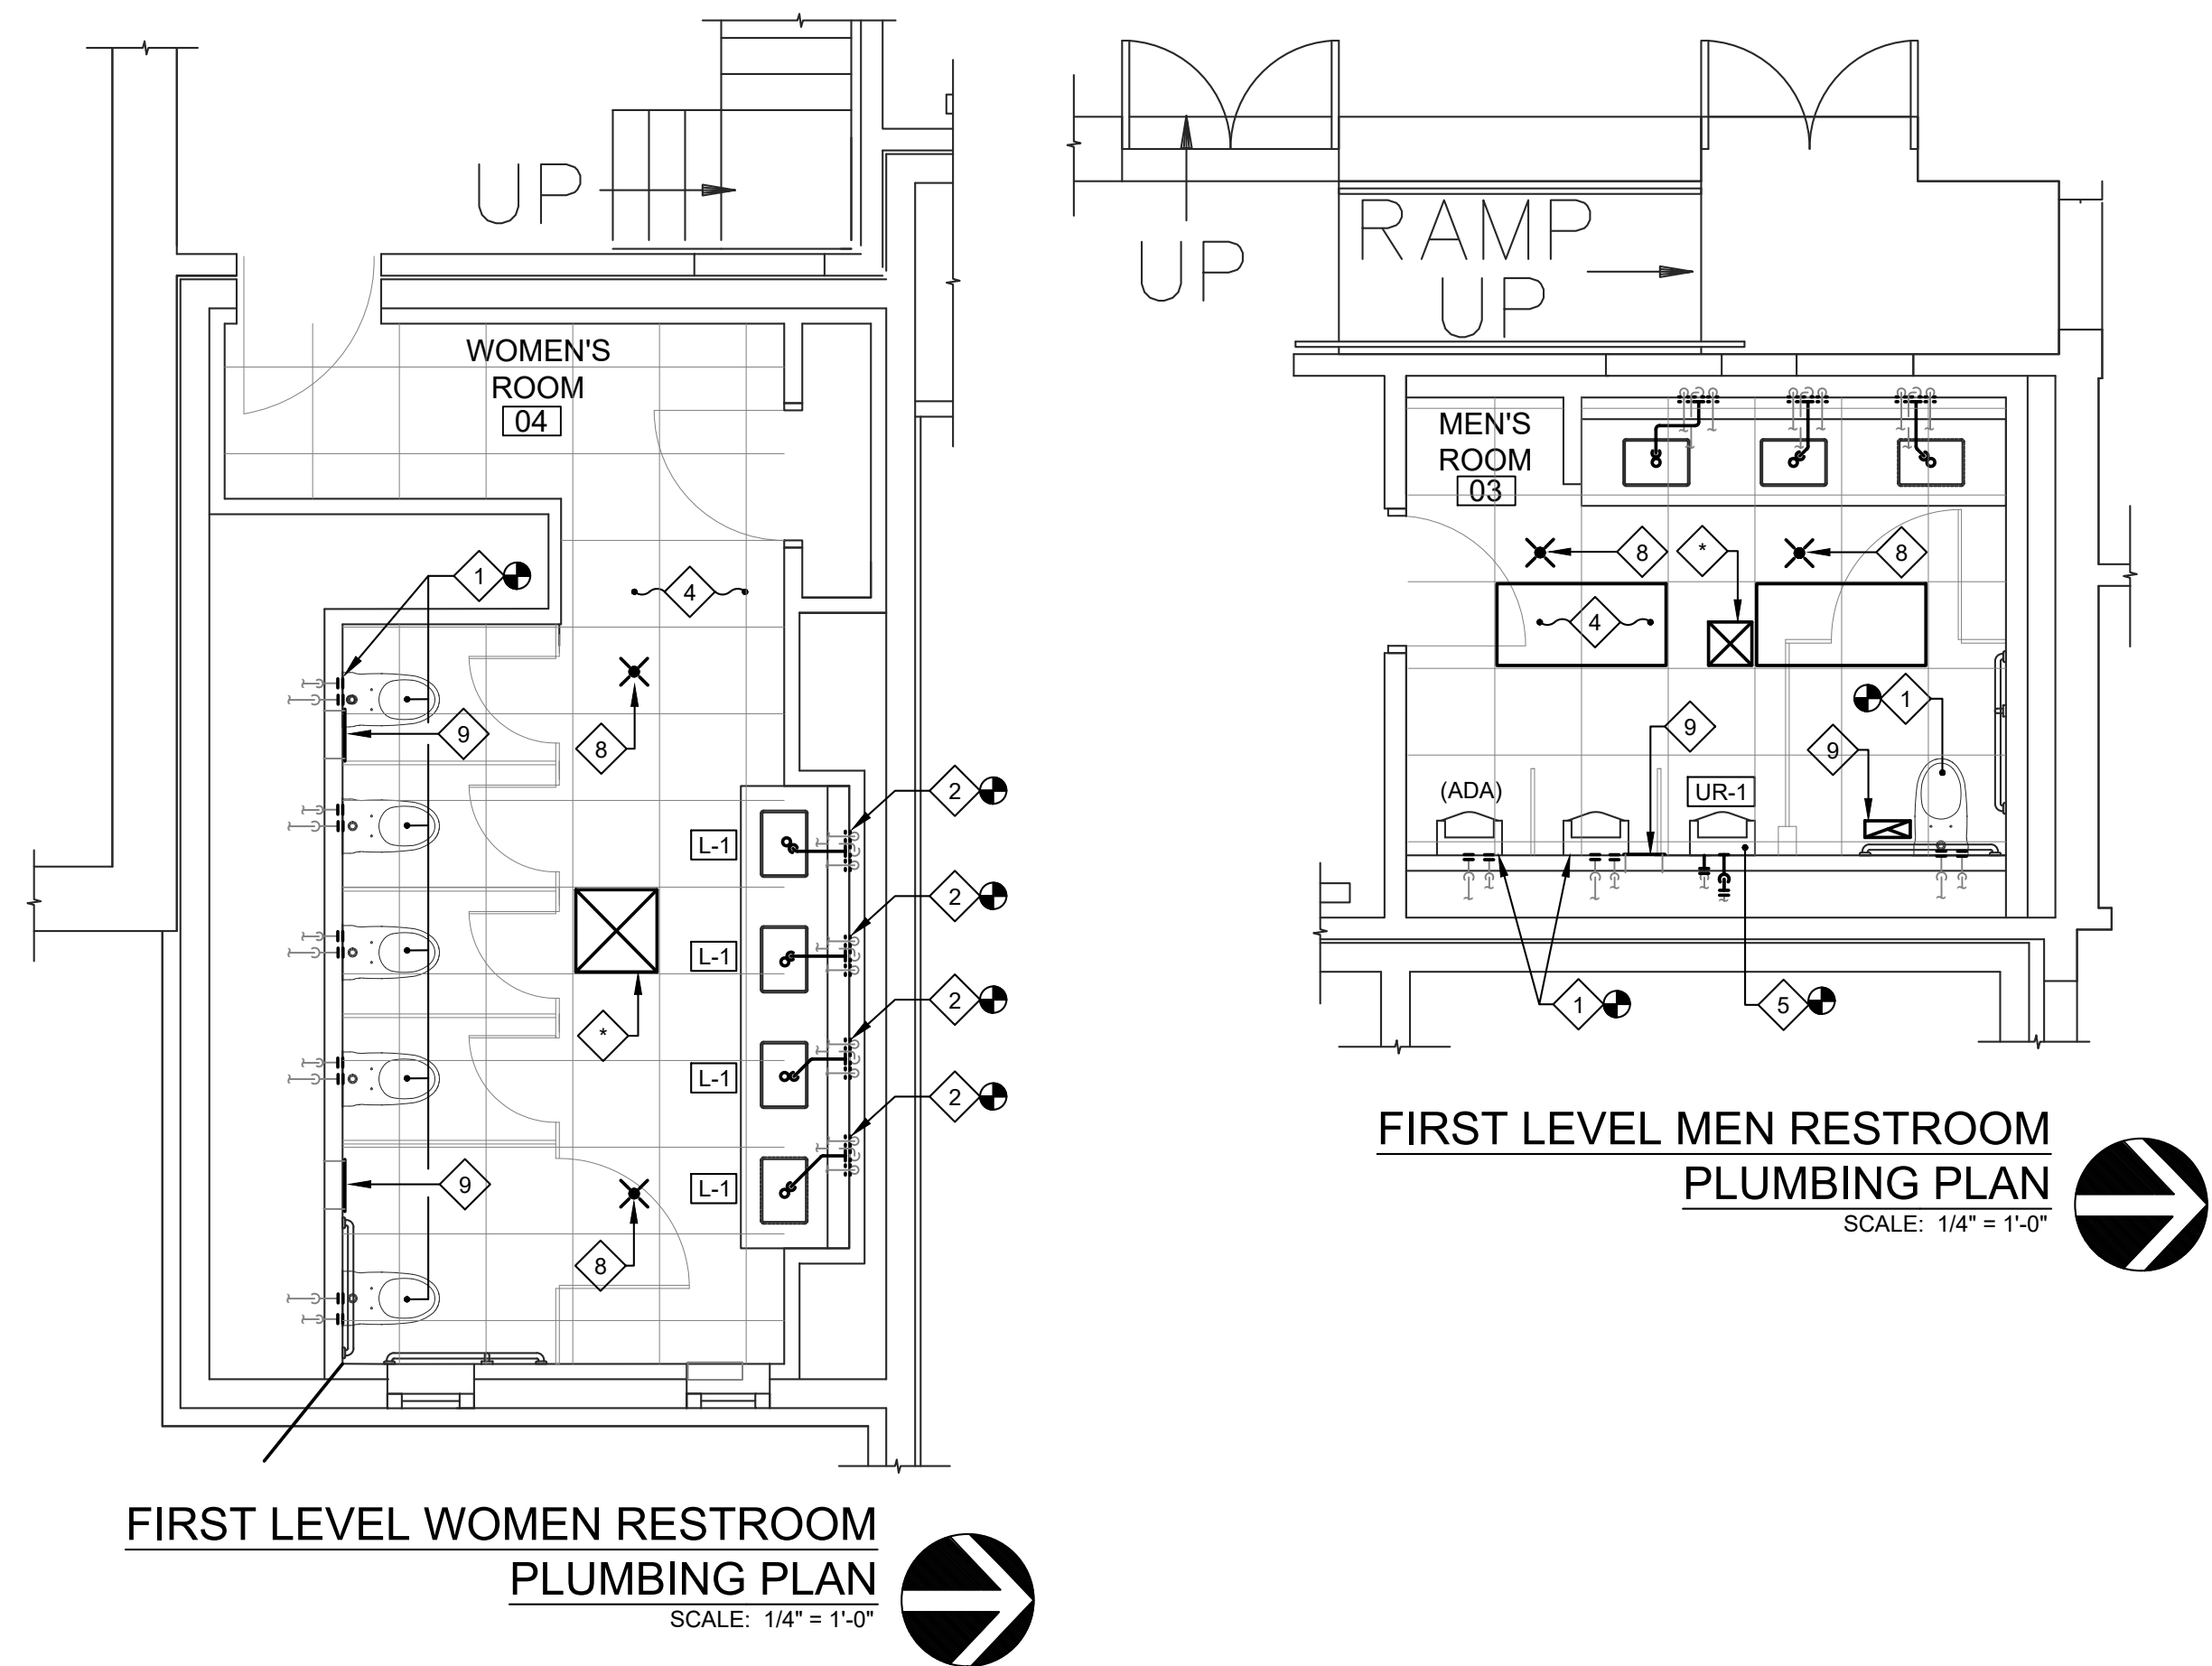 UP
WOMEN'S
ROOM
04
1
4
9
8
2
L-1
2
L-1
*
2
L-1
2
L-1
9
8
FIRST LEVEL WOMEN RESTROOM
PLUMBING PLAN
SCALE: 1/4" = 1'-0"
UP
RAMP
UP
MEN'S
ROOM
03
8
*
8
4
1
9
9
(ADA)
UR-1
1
5
FIRST LEVEL MEN RESTROOM
PLUMBING PLAN
SCALE: 1/4" = 1'-0"